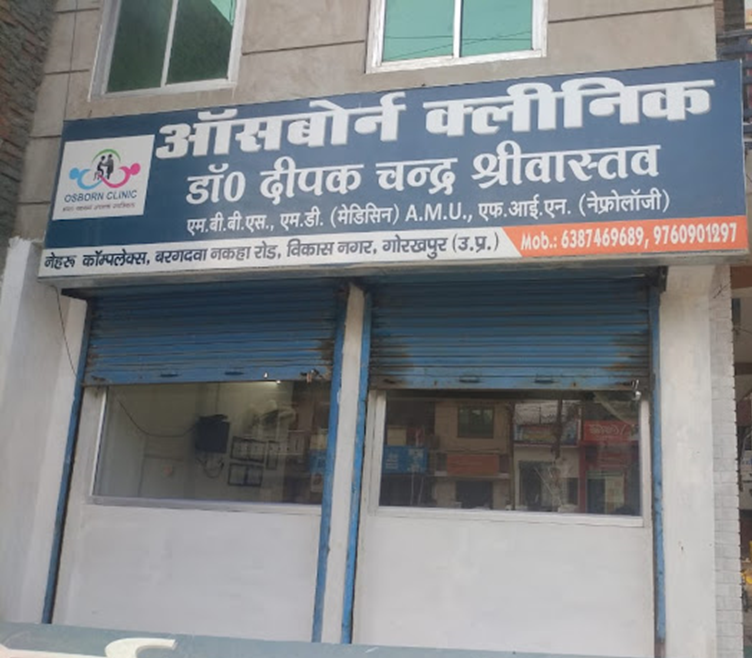 ऑसबोर्न क्लीनिक
OSBORN CLINIC
डॉ0 दीपक चन्द्र श्रीवास्तव
एम.बी.बी.एस., एम.डी. (मेडिसिन) A.M.U., एफ.आई.एन. (नेफ्रोलॉजी)
नेहरू कॉम्पलेक्स, बरगदवा नकहा रोड, विकास नगर, गोरखपुर (उ.प्र.)
Mob.: 6387469689, 9760901297